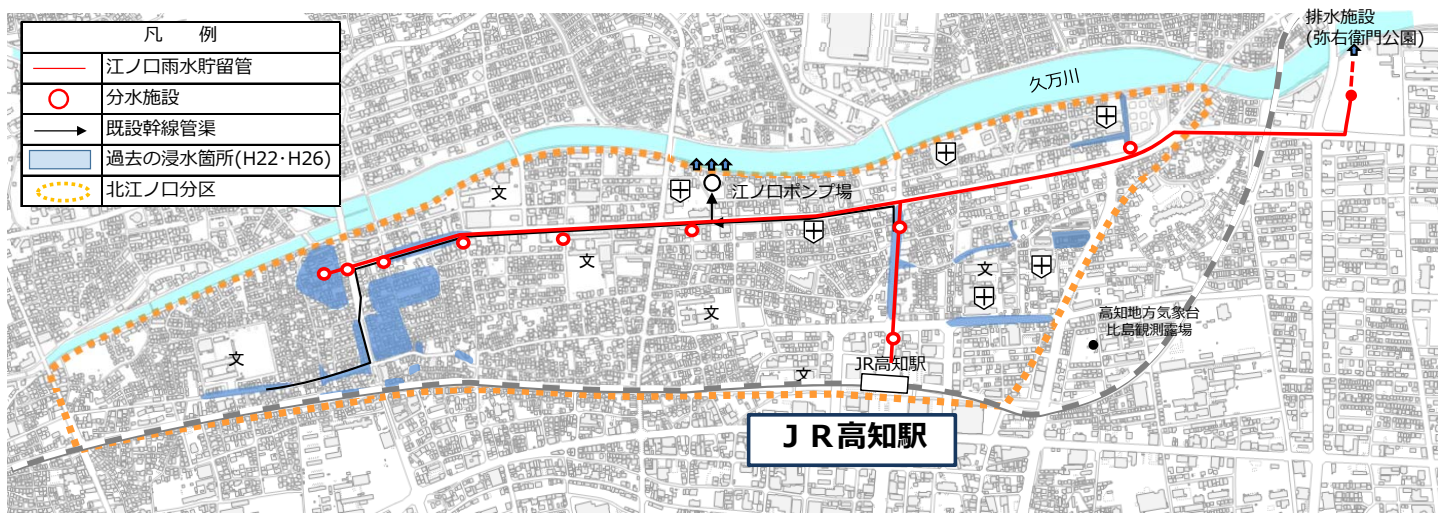 凡 例
江ノ口雨水貯留管
分水施設
既設幹線管渠
過去の浸水箇所(H22･H26)
北江ノ口分区
排水施設
(弥右衛門公園)
久万川
文
江ノ口ポンプ場
文
文
文
高知地方気象台
比島観測露場
文
JR高知駅
文
ＪＲ高知駅